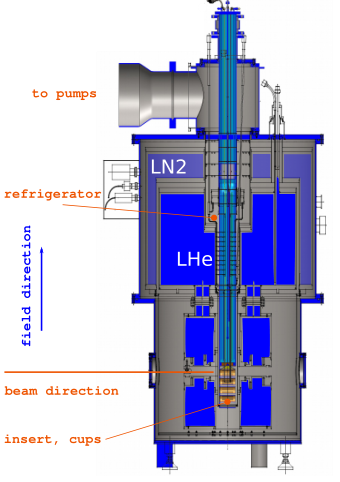 to pumps
LN2
refrigerator
LHe
field direction
beam direction
insert, cups